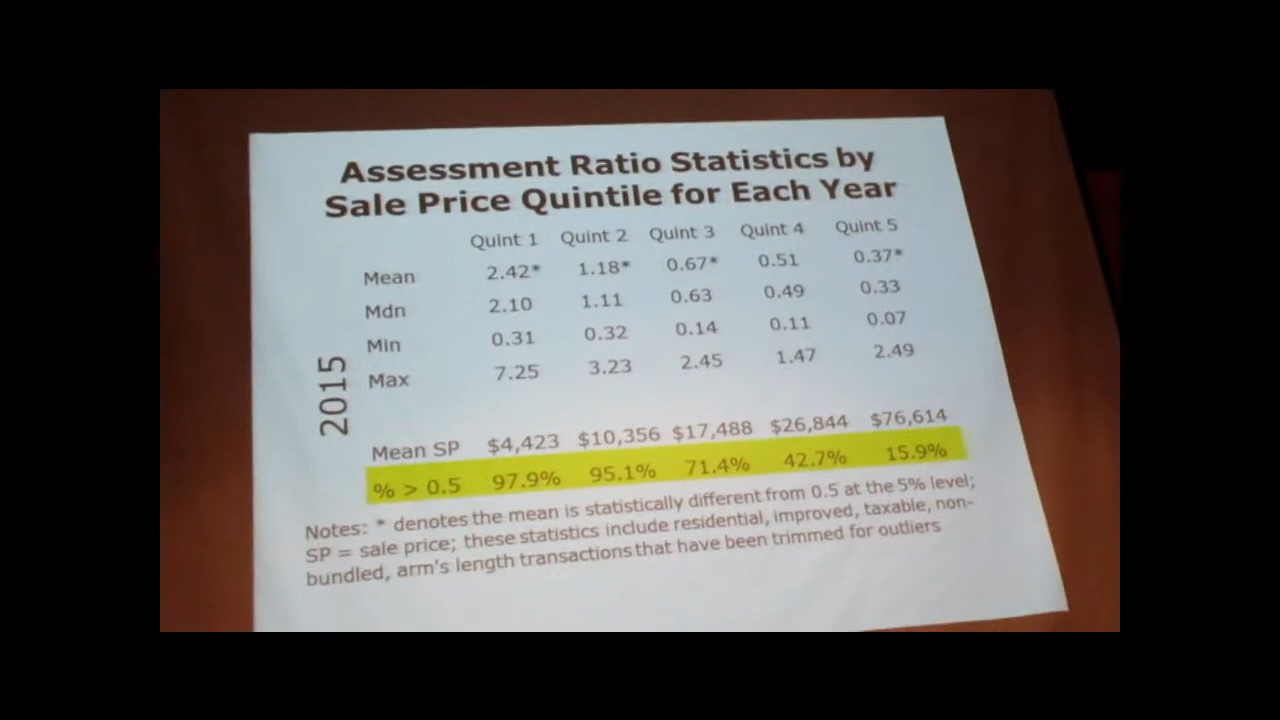 Assessment Ratio Statistics by
Sale Price Quintile for Each Year
Quint 1 Quint 2 Quint 3 Quint 4 Quint 5
Mean 2.42* 1.18* 0.67* 0.51 0.37*
Mdn 2.10 1.11 0.63 0.49 0.33
Min 0.31 0.32 0.14 0.11 0.07
Max 7.25 3.23 2.45 1.47 2.49
2015
Mean SP $4,423 $10,356 $17,488 $26,844 $76,614
% > 0.5 97.9% 95.1% 71.4% 42.7% 15.9%
Notes: * denotes the mean is statistically different from 0.5 at the 5% level;
SP = sale price; these statistics include residential, improved, taxable, non-
bundled, arm's length transactions that have been trimmed for outliers